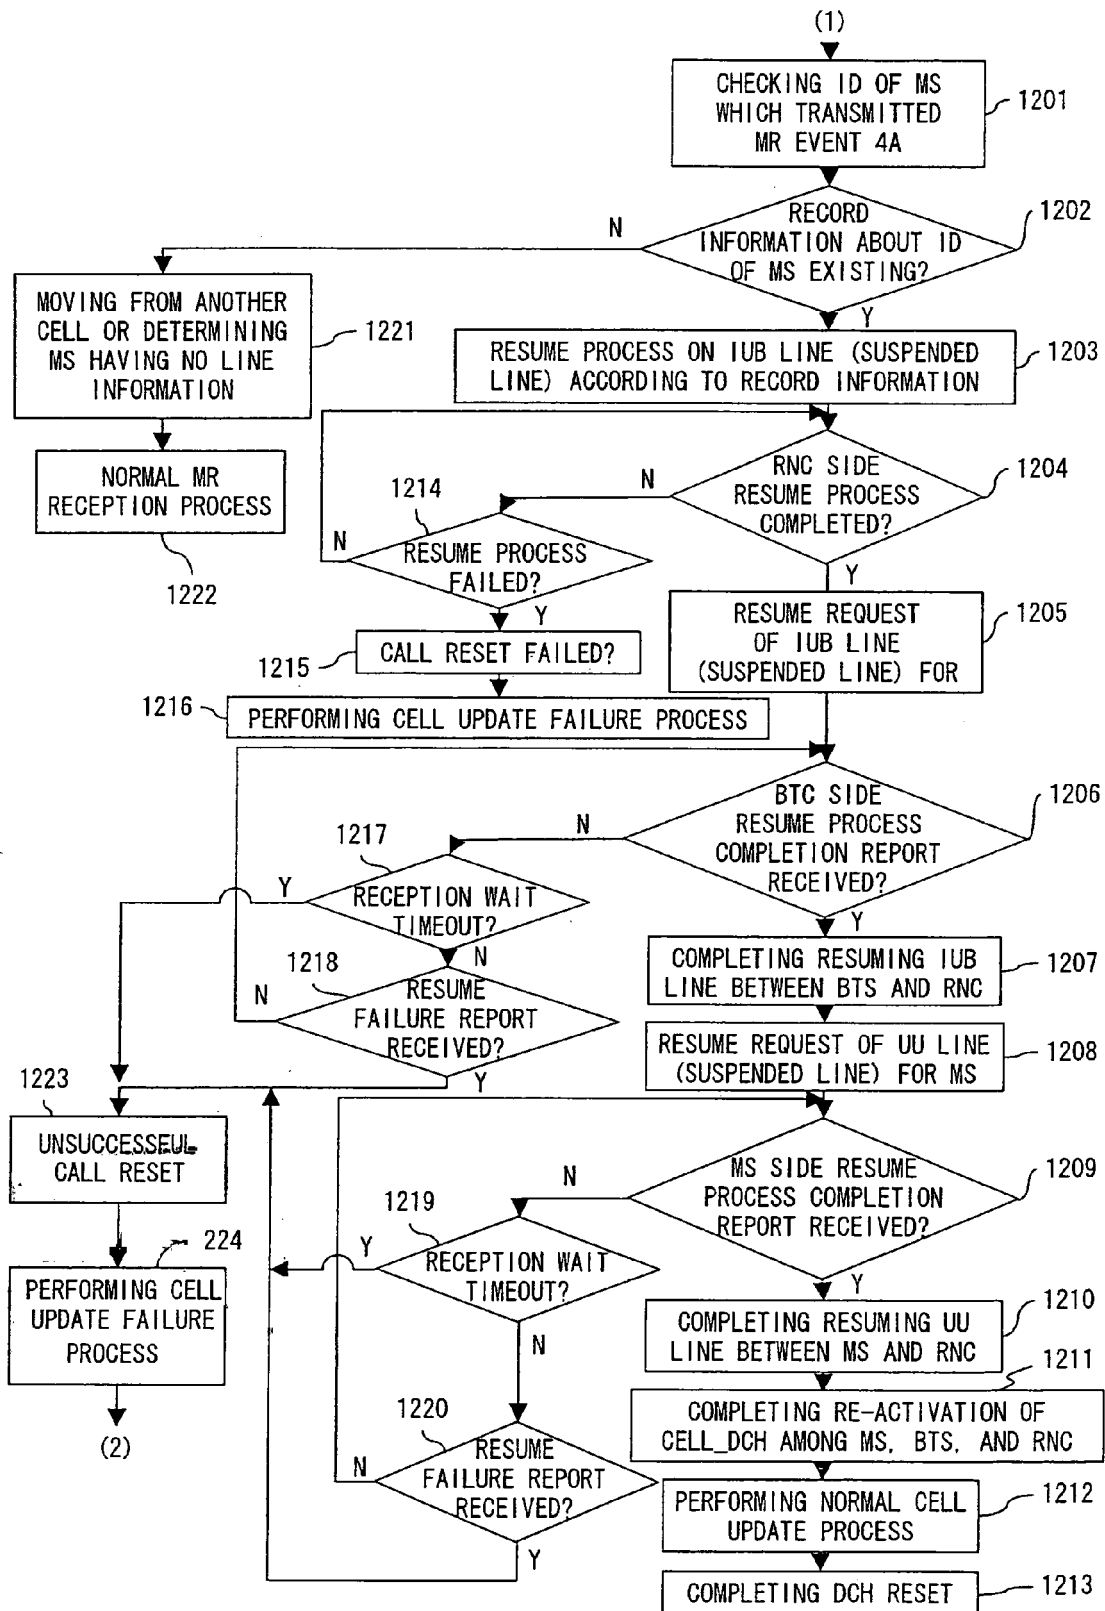 (1)
CHECKING ID OF MS
WHICH TRANSMITTED
MR EVENT 4A
1201
RECORD
INFORMATION ABOUT ID
OF MS EXISTING?
1202
N
Y
MOVING FROM ANOTHER
CELL OR DETERMINING
MS HAVING NO LINE
INFORMATION
1221
RESUME PROCESS ON IUB LINE (SUSPENDED
LINE) ACCORDING TO RECORD INFORMATION
1203
NORMAL MR
RECEPTION PROCESS
1222
RNC SIDE
RESUME PROCESS
COMPLETED?
1204
N
Y
1214
RESUME PROCESS
FAILED?
N
Y
RESUME REQUEST
OF IUB LINE
(SUSPENDED LINE) FOR
1205
CALL RESET FAILED?
1215
1216
PERFORMING CELL UPDATE FAILURE PROCESS
BTC SIDE
RESUME PROCESS
COMPLETION REPORT
RECEIVED?
1206
N
Y
1217
RECEPTION WAIT
TIMEOUT?
Y
N
1218
RESUME
FAILURE REPORT
RECEIVED?
N
Y
COMPLETING RESUMING IUB
LINE BETWEEN BTS AND RNC
1207
RESUME REQUEST OF UU LINE
(SUSPENDED LINE) FOR MS
1208
1223
UNSUCCESSEUL
CALL RESET
MS SIDE RESUME
PROCESS COMPLETION
REPORT RECEIVED?
1209
N
Y
1219
RECEPTION WAIT
TIMEOUT?
Y
N
224
PERFORMING CELL
UPDATE FAILURE
PROCESS
(2)
COMPLETING RESUMING UU
LINE BETWEEN MS AND RNC
1210
1211
COMPLETING RE-ACTIVATION OF
CELL_DCH AMONG MS, BTS, AND RNC
1220
RESUME
FAILURE REPORT
RECEIVED?
N
Y
PERFORMING NORMAL CELL
UPDATE PROCESS
1212
COMPLETING DCH RESET
1213